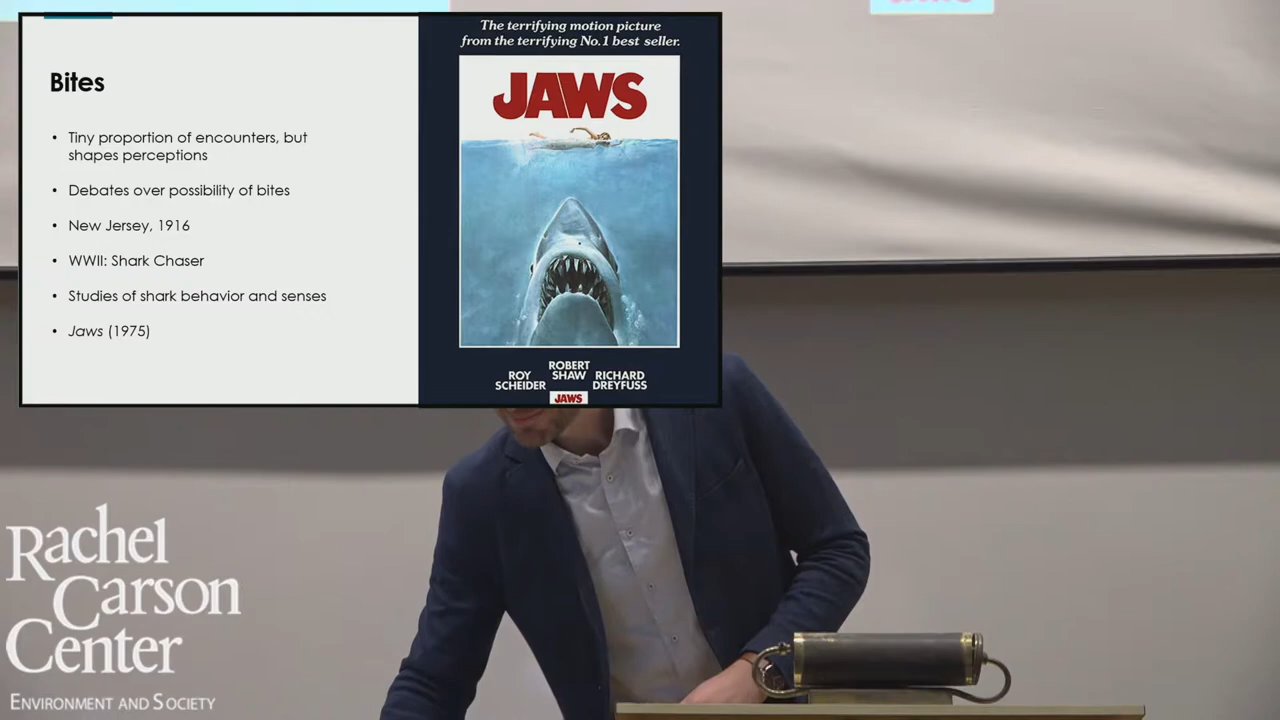 Bites
• Tiny proportion of encounters, but
shapes perceptions
• Debates over possibility of bites
• New Jersey, 1916
• WWII: Shark Chaser
• Studies of shark behavior and senses
• Jaws (1975)
The terrifying motion picture
from the terrifying No.1 best seller.
JAWS
ROBERT
SHAW
ROY
SCHEIDER
RICHARD
DREYFUSS
JAWS
Rachel
Carson
Center
ENVIRONMENT AND SOCIETY